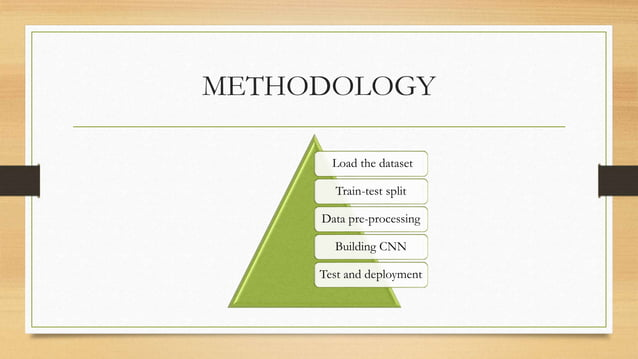 METHODOLOGY
Load the dataset
Train-test split
Data pre-processing
Building CNN
Test and deployment